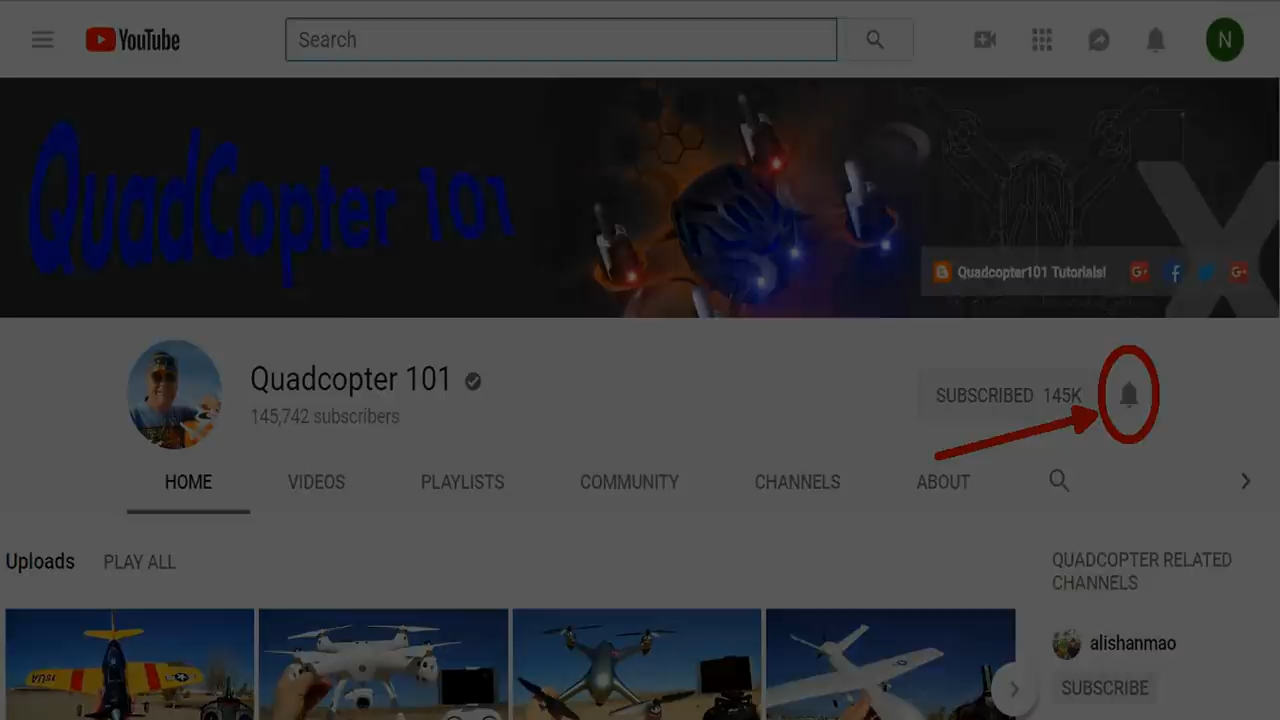 YouTube
Search
N
QuadCopter 101
Quadcopter101 Tutorials!
X
Quadcopter 101
145,742 subscribers
SUBSCRIBED 145K
HOME VIDEOS PLAYLISTS COMMUNITY CHANNELS ABOUT
Uploads PLAY ALL
QUADCOPTER RELATED
CHANNELS
alishanmao
SUBSCRIBE